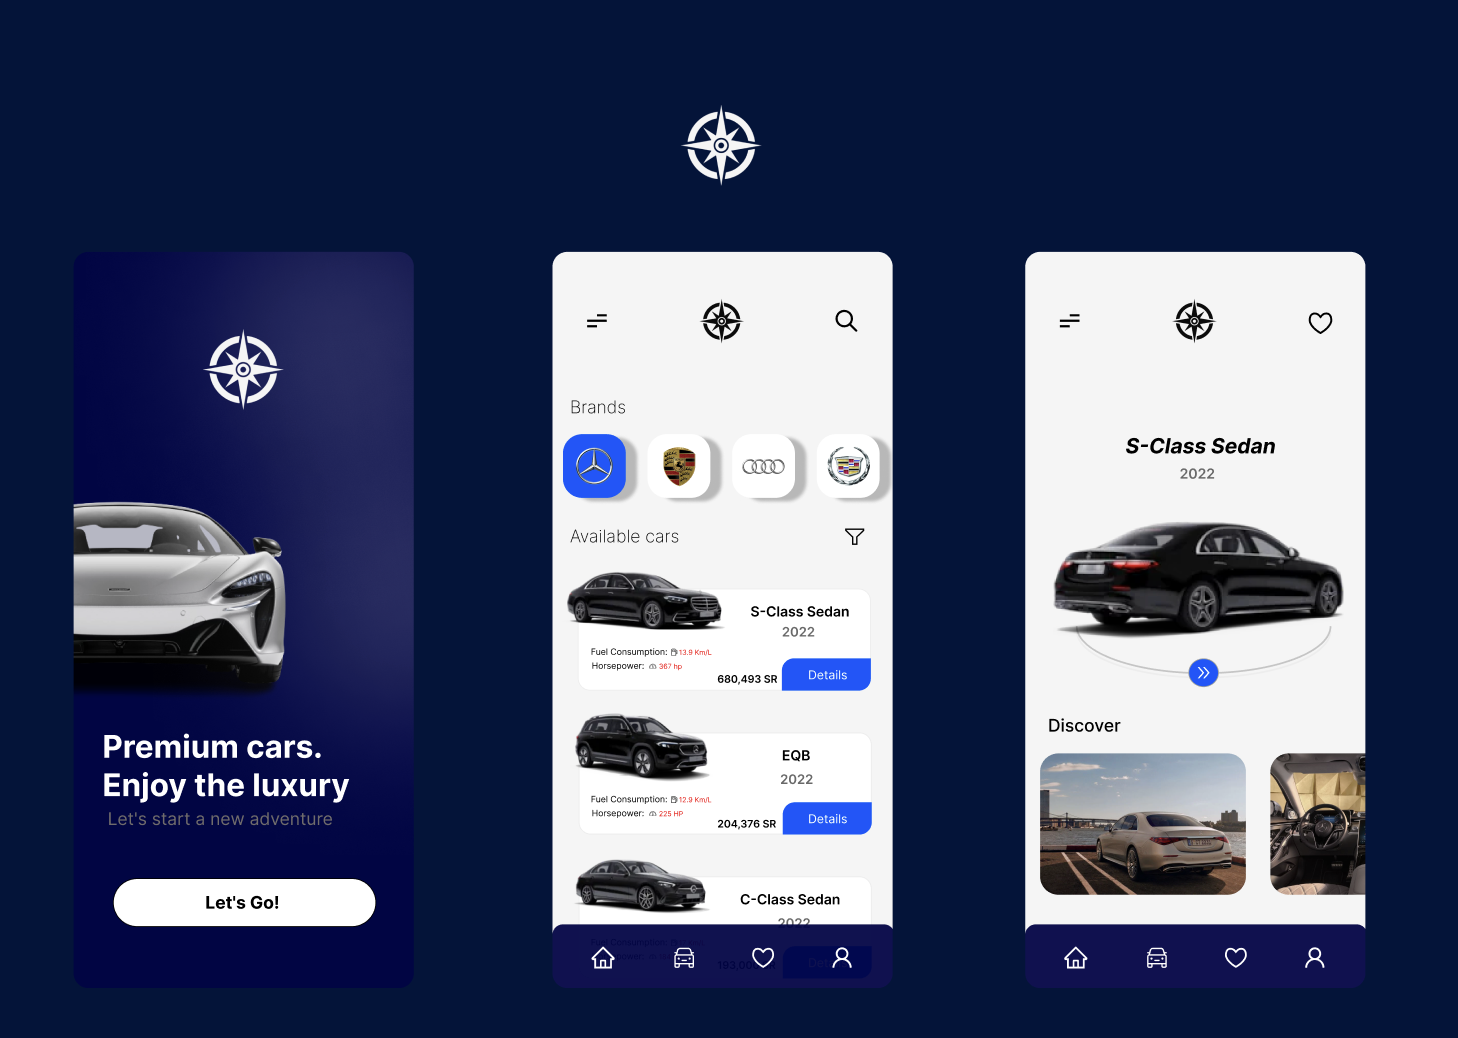 Premium cars.
Enjoy the luxury
Let's start a new adventure
Let's Go!
Brands
Available cars
S-Class Sedan
2022
Fuel Consumption: 13.9 Km/L
Horsepower: 367 hp
680,493 SR
Details
EQB
2022
Fuel Consumption: 12.9 Km/L
Horsepower: 225 HP
204,376 SR
Details
C-Class Sedan
2022
Fuel Consumption:
S-Class Sedan
2022
Discover